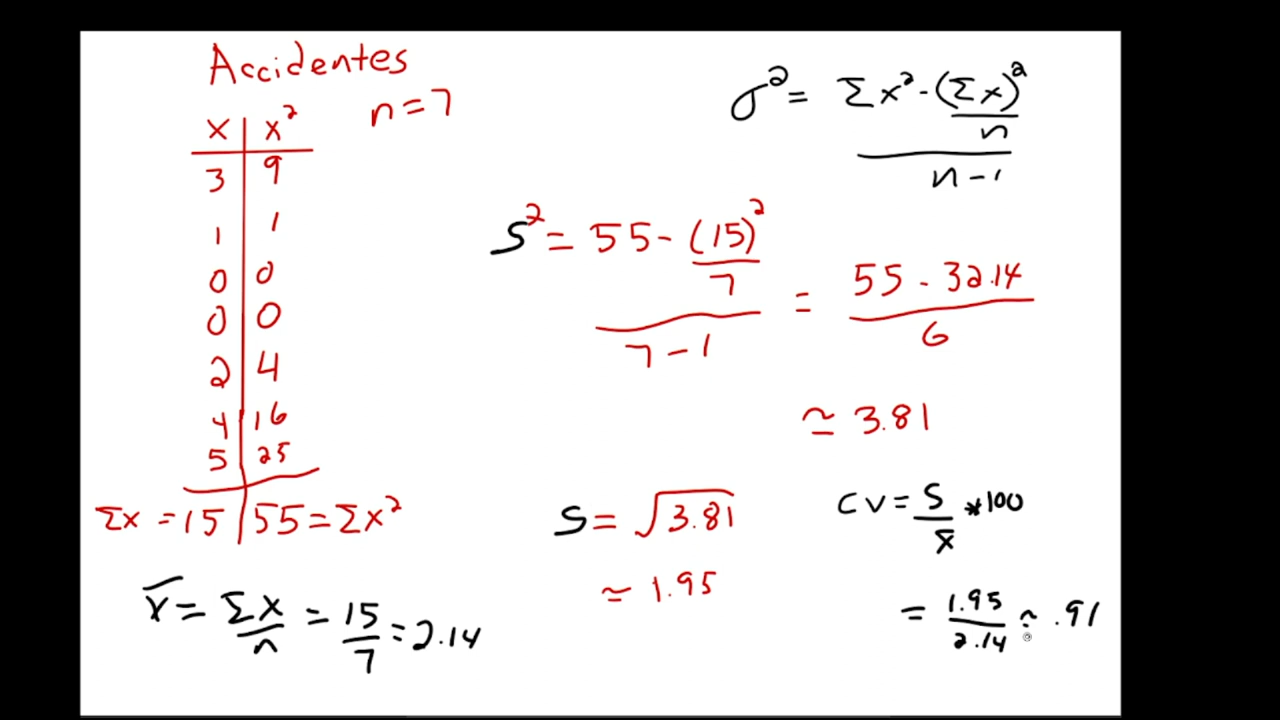 Accidentes
n = 7
x | x²
3 | 9
1 | 1
0 | 0
0 | 0
2 | 4
4 | 16
5 | 25
Σx = 15 | 55 = Σx²
x̅ = Σx/n = 15/7 = 2.14
σ² = (Σx² - (Σx)²/n)/(n - 1)
S² = (55 - (15)²/7)/(7 - 1) = (55 - 32.14)/6
≃ 3.81
S = √3.81
≃ 1.95
CV = S/x̅ * 100
= 1.95/2.14 ≃ .91